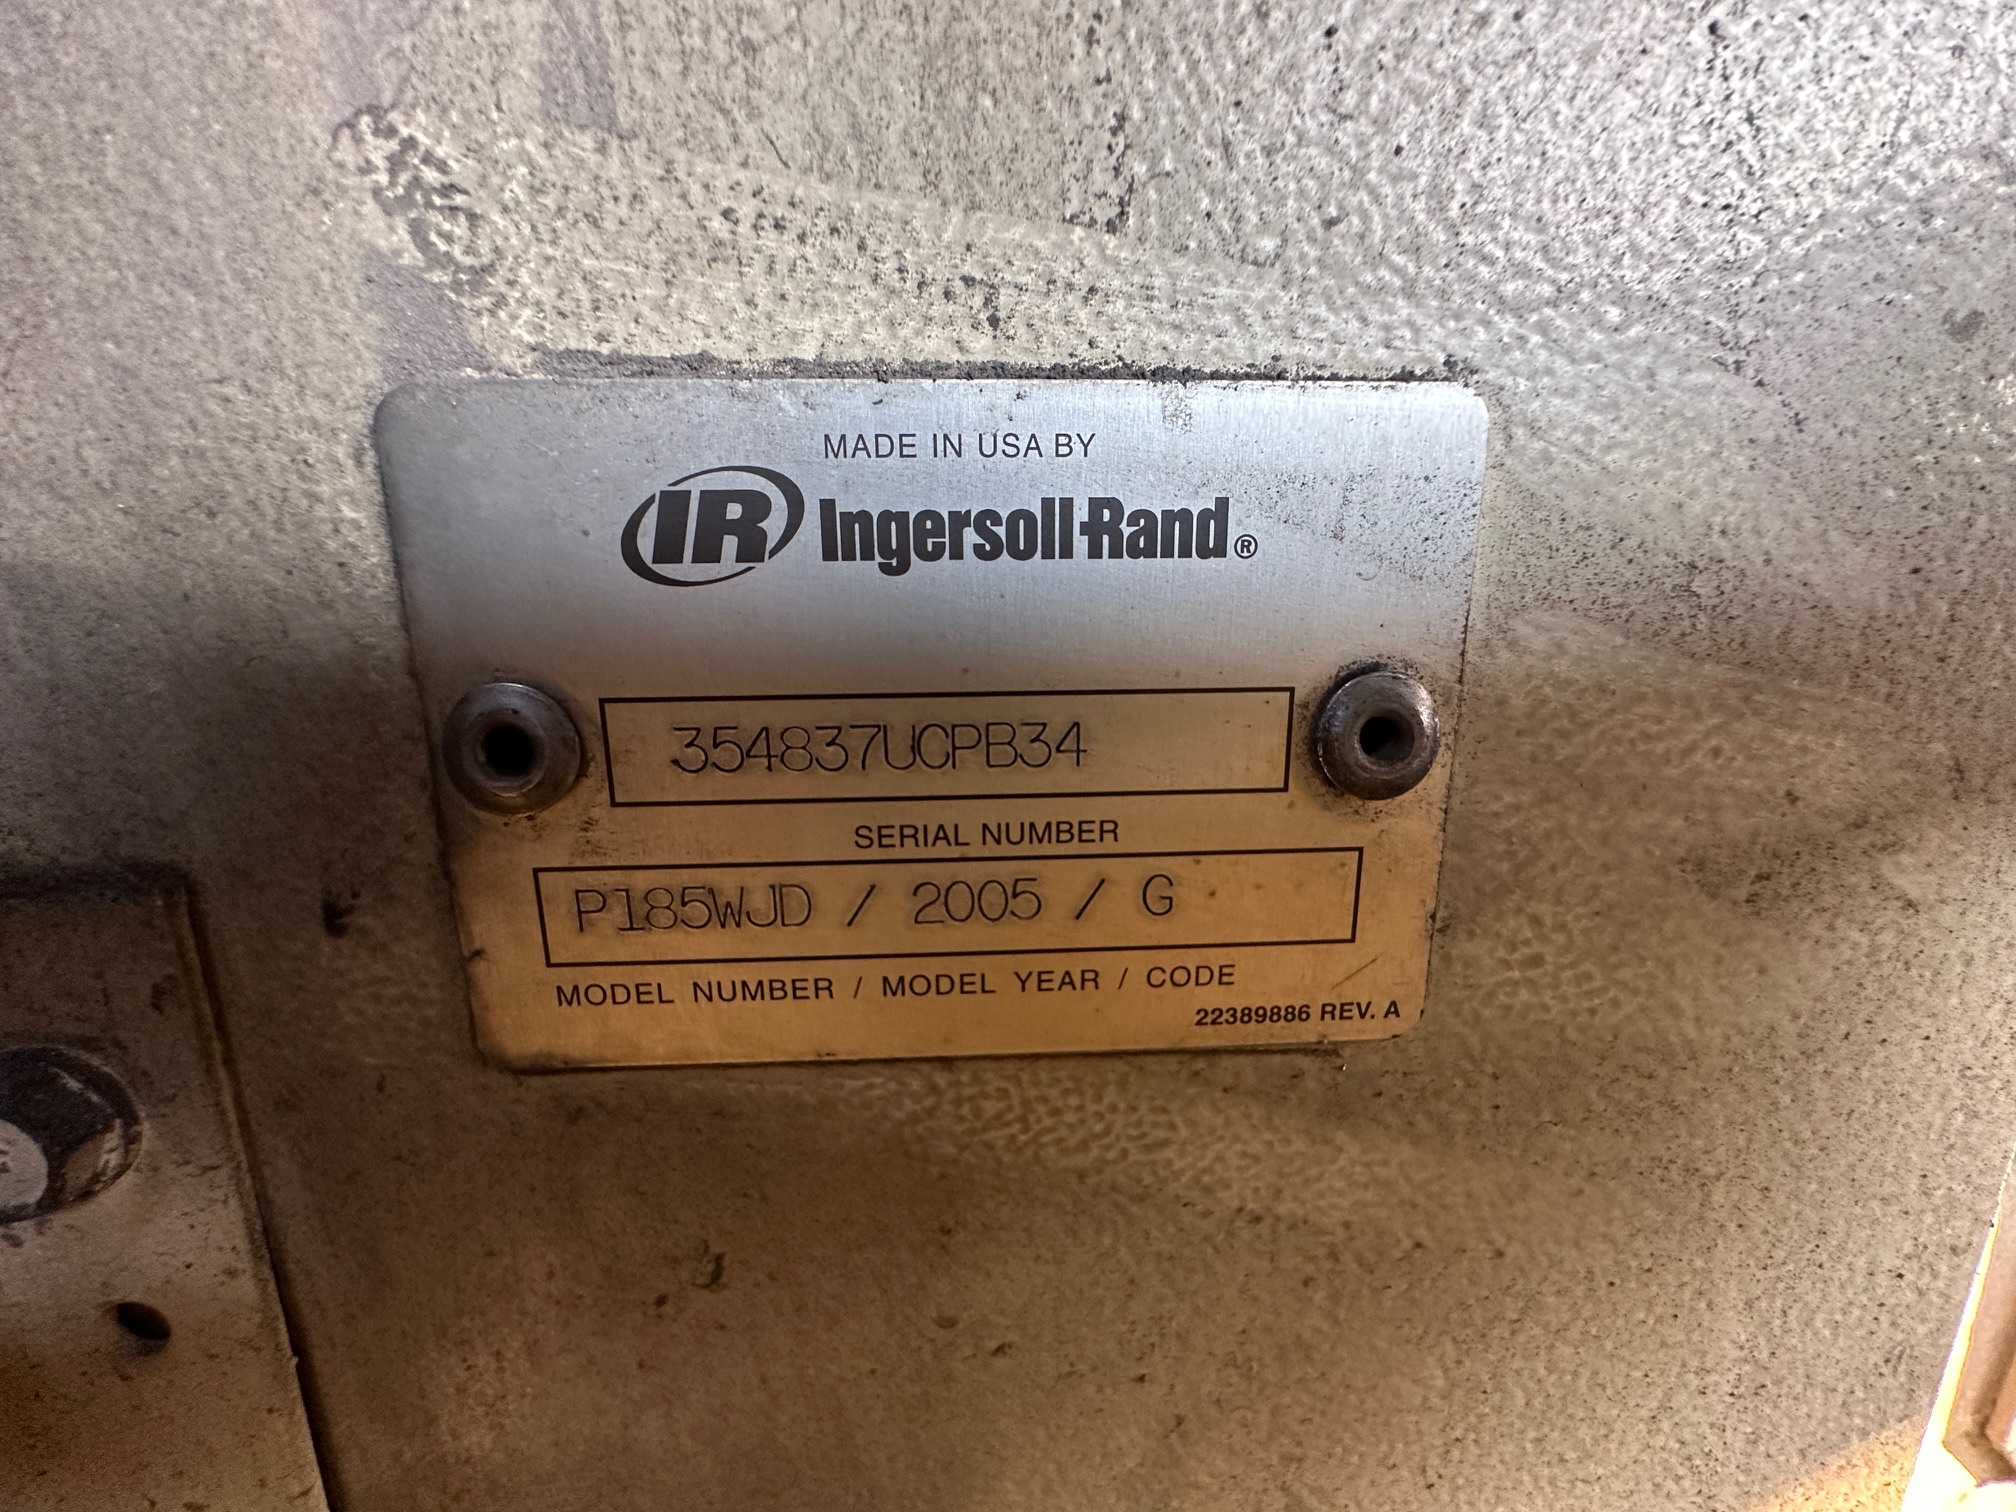 MADE IN USA BY
IR Ingersoll-Rand®
354837UCPB34
SERIAL NUMBER
P185WJD / 2005 / G
MODEL NUMBER / MODEL YEAR / CODE
22389886 REV. A